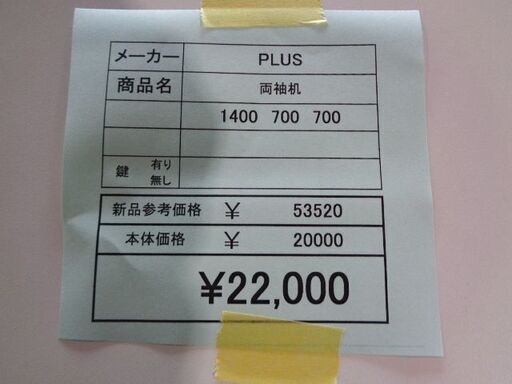 メーカー PLUS
商品名 両袖机
1400 700 700
鍵 有り 無し
新品参考価格 ¥ 53520
本体価格 ¥ 20000
¥22,000